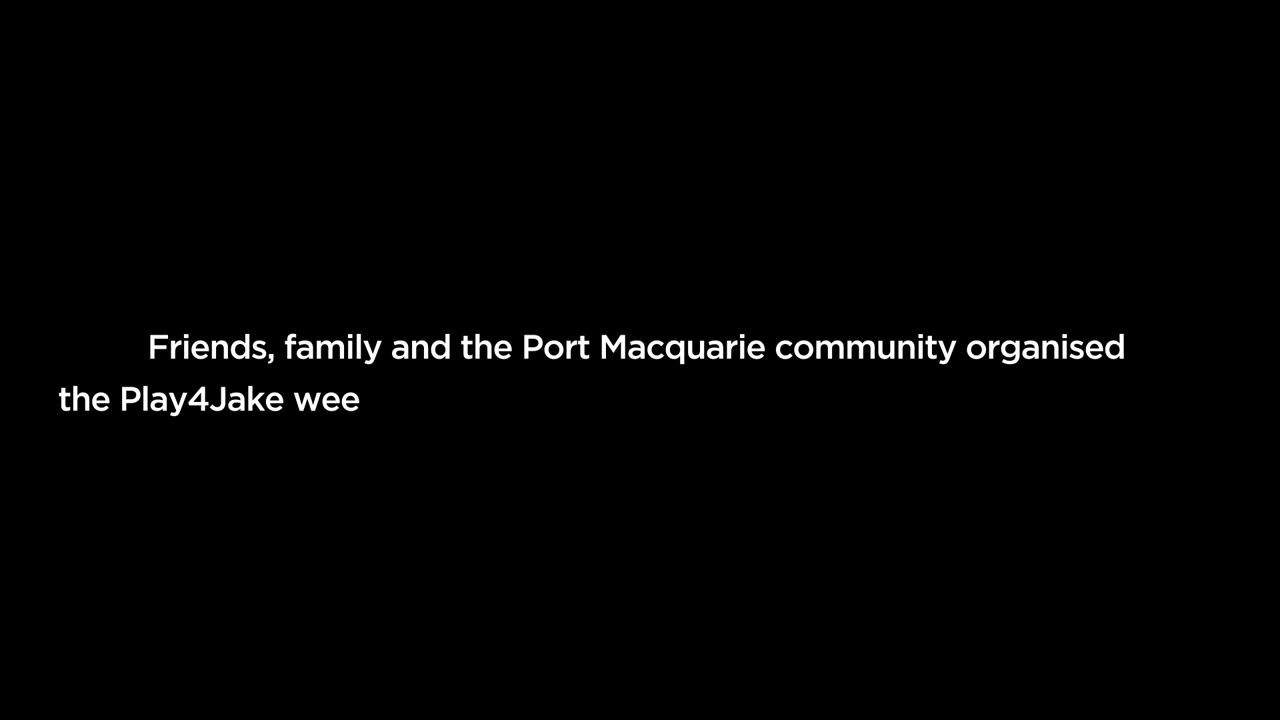 Friends, family and the Port Macquarie community organised
the Play4Jake wee